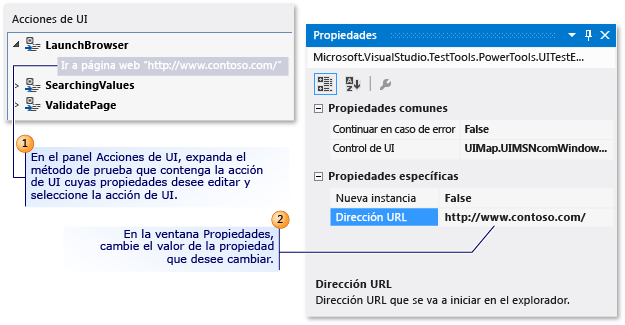 Acciones de UI
LaunchBrowser
Ir a página web "http://www.contoso.com/"
SearchingValues
ValidatePage
1
En el panel Acciones de UI, expanda el
método de prueba que contenga la acción
de UI cuyas propiedades desee editar y
seleccione la acción de UI.
2
En la ventana Propiedades,
cambie el valor de la propiedad
que desee cambiar.
Propiedades
Microsoft.VisualStudio.TestTools.PowerTools.UITestE...
Propiedades comunes
Continuar en caso de error False
Control de UI UIMap.UIMSNcomWindow...
Propiedades específicas
Nueva instancia False
Dirección URL http://www.contoso.com/
Dirección URL
Dirección URL que se va a iniciar en el explorador.